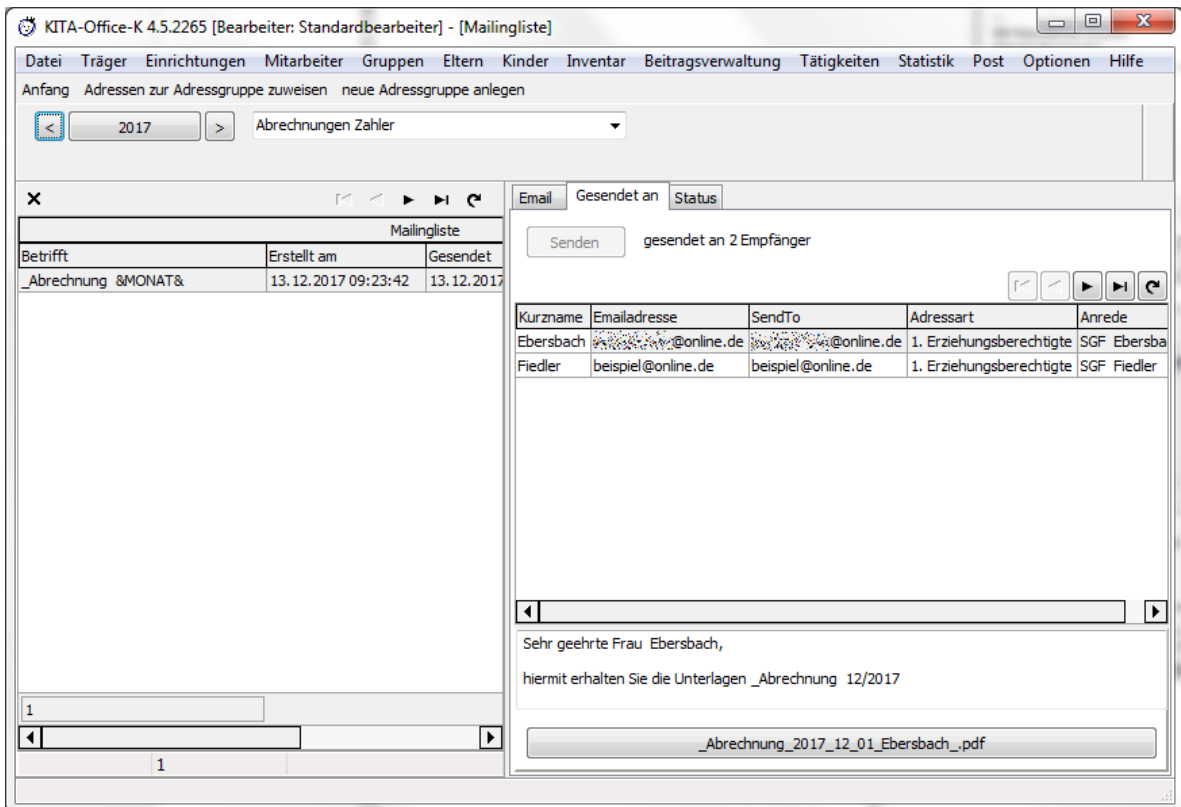 KITA-Office-K 4.5.2265 [Bearbeiter: Standardbearbeiter] - [Mailingliste]
Datei Träger Einrichtungen Mitarbeiter Gruppen Eltern Kinder Inventar Beitragsverwaltung Tätigkeiten Statistik Post Optionen Hilfe
Anfang Adressen zur Adressgruppe zuweisen neue Adressgruppe anlegen
< 2017 > Abrechnungen Zahler
Email Gesendet an Status
Mailingliste
Senden gesendet an 2 Empfänger
Betrifft Erstellt am Gesendet
_Abrechnung &MONAT& 13.12.2017 09:23:42 13.12.2017
Kurzname Emailadresse SendTo Adressart Anrede
Ebersbach @online.de @online.de 1. Erziehungsberechtigte SGF Ebersba
Fiedler beispiel@online.de beispiel@online.de 1. Erziehungsberechtigte SGF Fiedler
Sehr geehrte Frau Ebersbach,
hiermit erhalten Sie die Unterlagen _Abrechnung 12/2017
1
_Abrechnung_2017_12_01_Ebersbach_.pdf
1